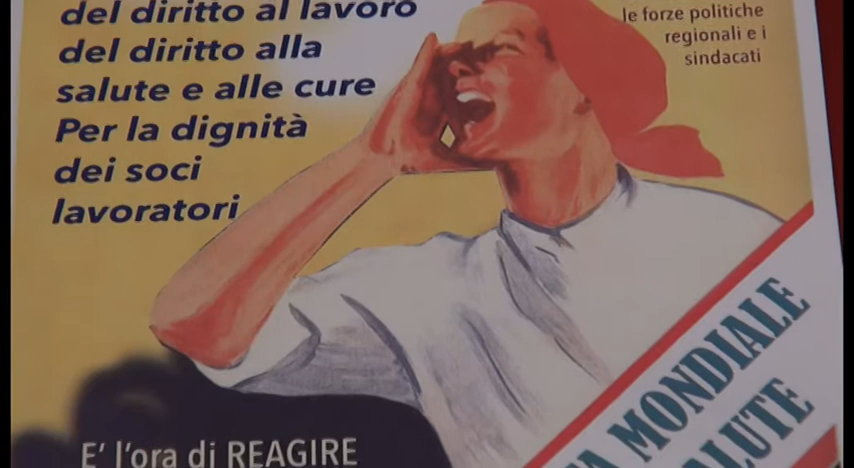 del diritto al lavoro
del diritto alla
salute e alle cure
Per la dignità
dei soci
lavoratori
le forze politiche
regionali e i
sindacati
MONDIALE
E' l'ora di REAGIRE